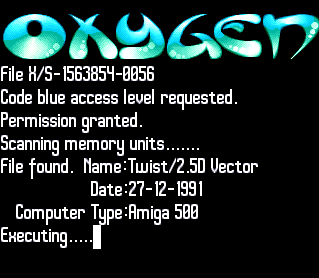 OXYGEN
File X/S-1563854-0056
Code blue access level requested.
Permission granted.
Scanning memory units.......
File found. Name:Twist/2.5D Vector
Date:27-12-1991
Computer Type:Amiga 500
Executing.....